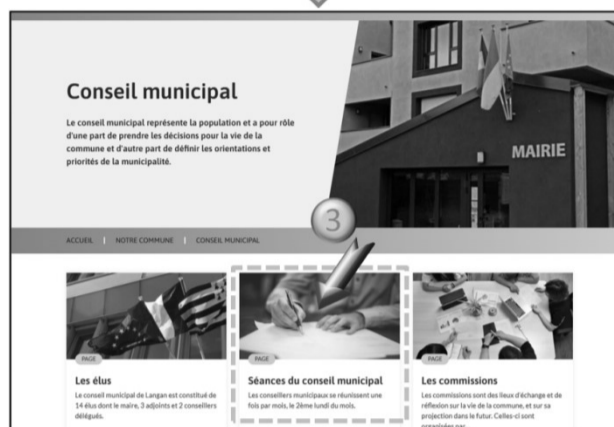 Conseil municipal
Le conseil municipal représente la population et a pour rôle
d'une part de prendre les décisions pour la vie de la
commune et d'autre part de définir les orientations et
priorités de la municipalité.
MAIRIE
3
ACCUEIL | NOTRE COMMUNE | CONSEIL MUNICIPAL
PAGE
Les élus
Le conseil municipal de Langan est constitué de
14 élus dont le maire, 3 adjoints et 2 conseillers
délégués.
PAGE
Séances du conseil municipal
Les conseillers municipaux se réunissent une
fois par mois, le 2ème lundi du mois.
PAGE
Les commissions
Les commissions sont des lieux d'échange et de
réflexion sur la vie de la commune, et sur sa
projection dans le futur. Celles-ci sont
organisées par